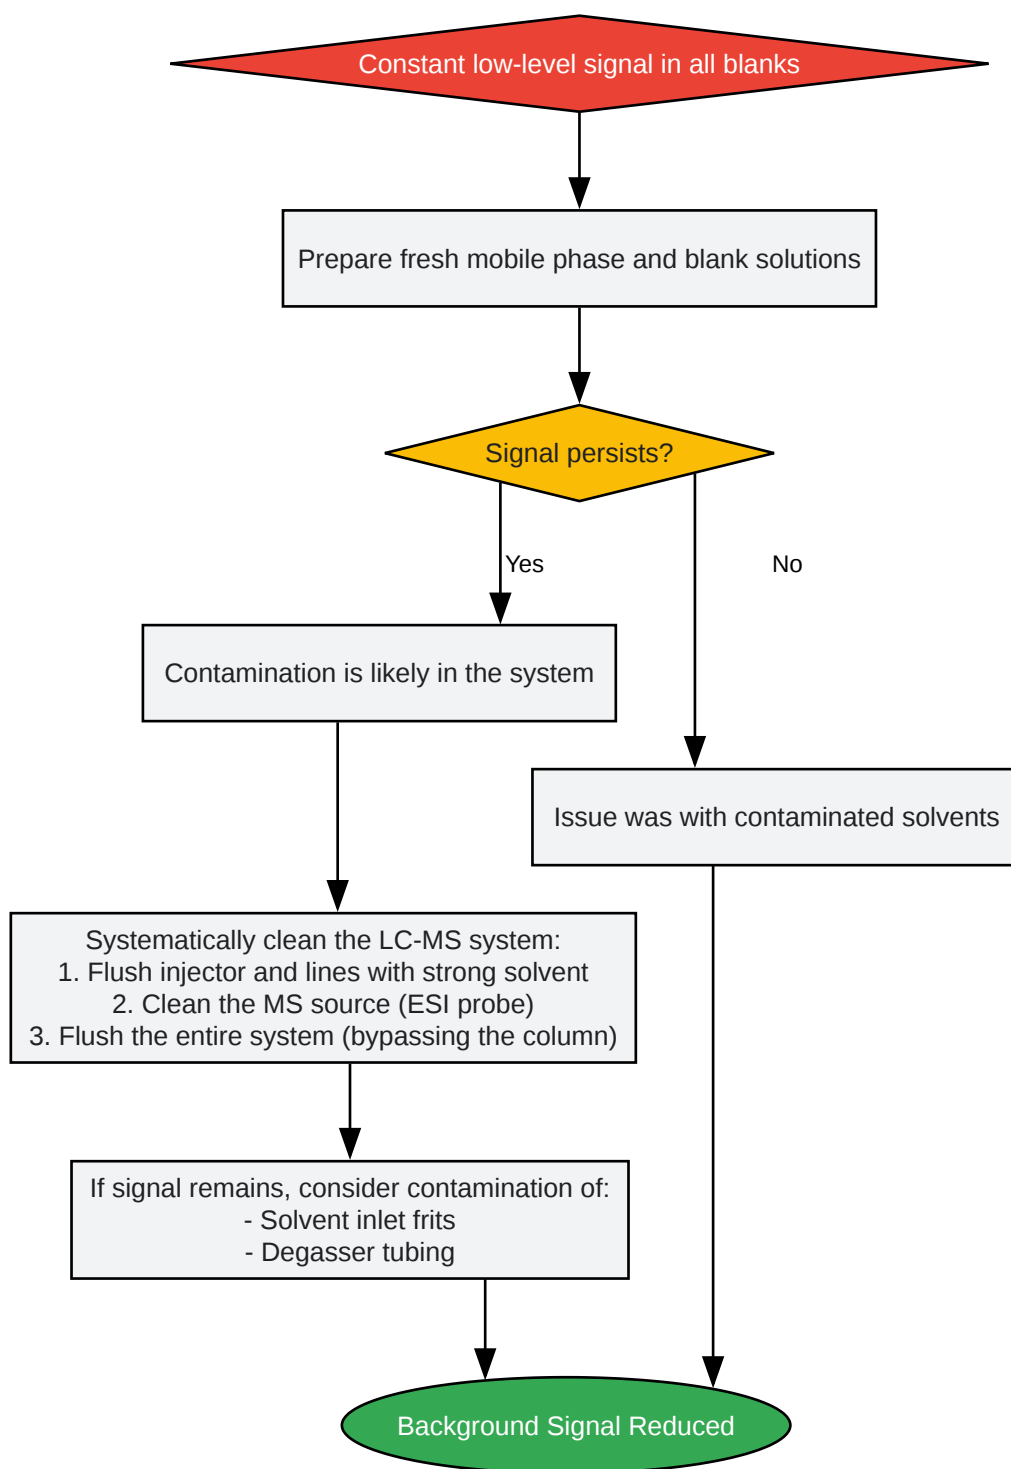 Constant low-level signal in all blanks
Prepare fresh mobile phase and blank solutions
Signal persists?
Yes
No
Contamination is likely in the system
Issue was with contaminated solvents
Systematically clean the LC-MS system:
1. Flush injector and lines with strong solvent
2. Clean the MS source (ESI probe)
3. Flush the entire system (bypassing the column)
If signal remains, consider contamination of:
- Solvent inlet frits
- Degasser tubing
Background Signal Reduced